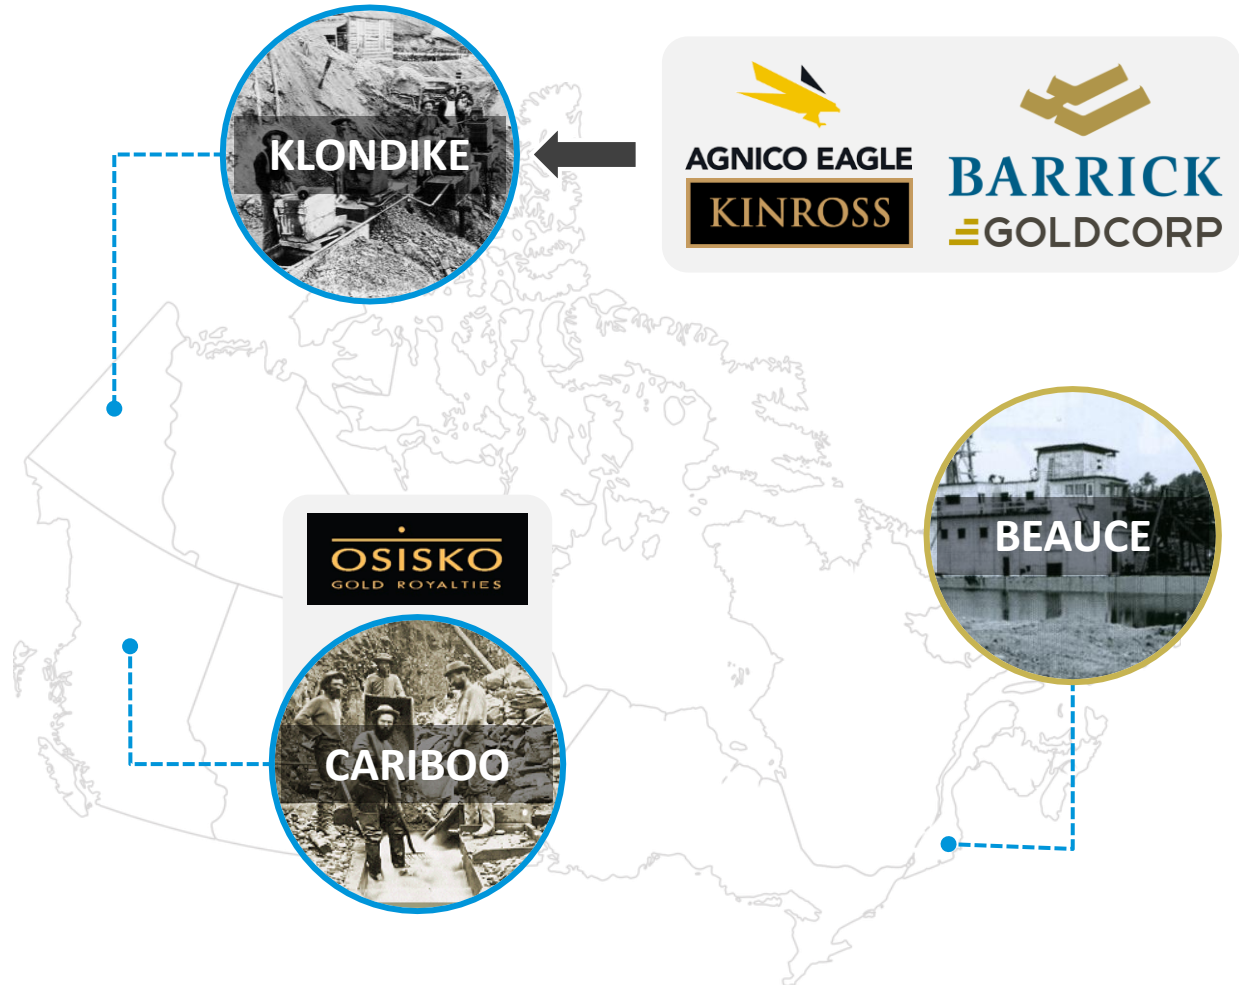 KLONDIKE
AGNICO EAGLE
KINROSS
BARRICK
GOLDCORP
OSISKO
GOLD ROYALTIES
CARIBOO
BEAUCE